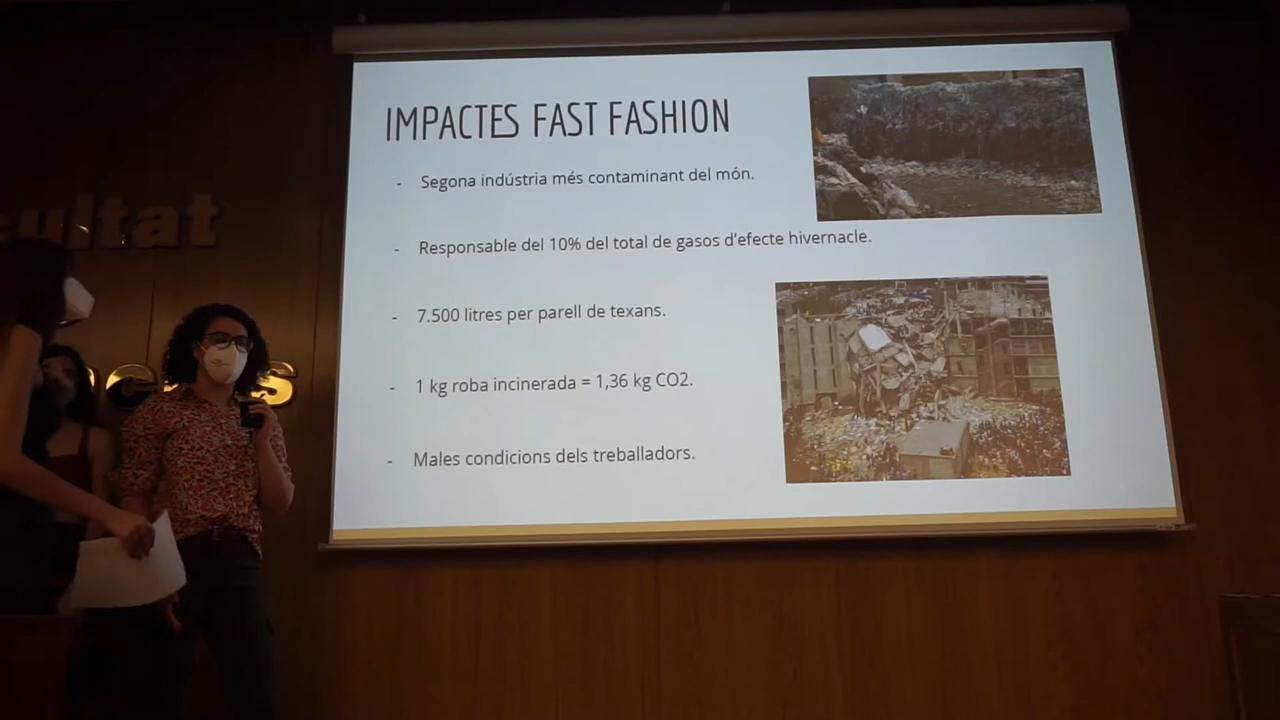 IMPACTES FAST FASHION
- Segona indústria més contaminant del món.
- Responsable del 10% del total de gasos d'efecte hivernacle.
- 7.500 litres per parell de texans.
- 1 kg roba incinerada = 1,36 kg CO2.
- Males condicions dels treballadors.
ultat